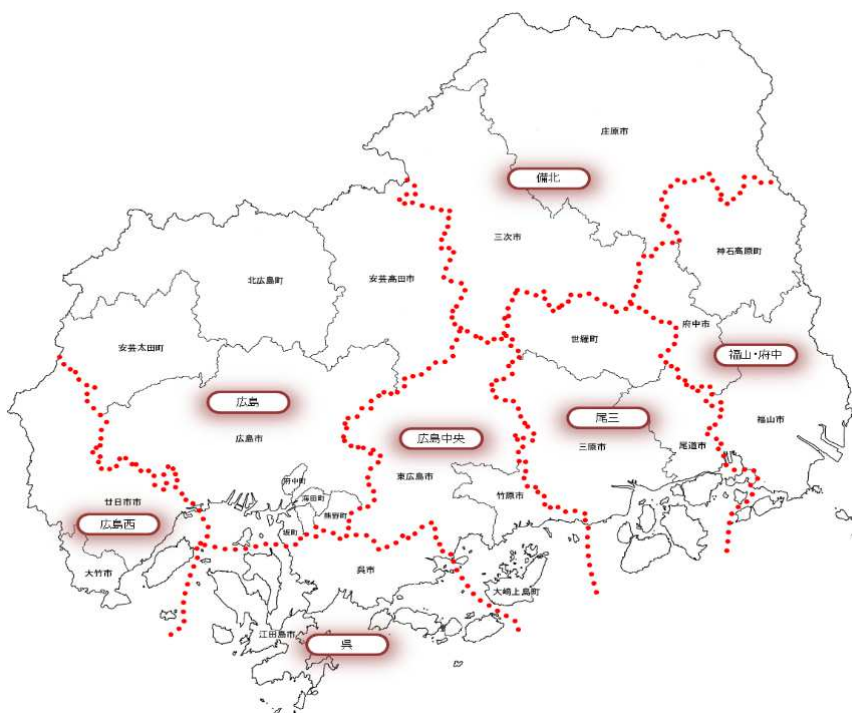 庄原市
備北
三次市
神石高原町
安芸高田市
北広島町
府中市
世羅町
安芸太田町
福山・府中
広島
尾三
福山市
広島中央
広島市
三原市
尾道市
東広島市
府中町
海田町
竹原市
廿日市市
熊野町
広島西
坂町
呉市
大竹市
大崎上島町
江田島市
呉